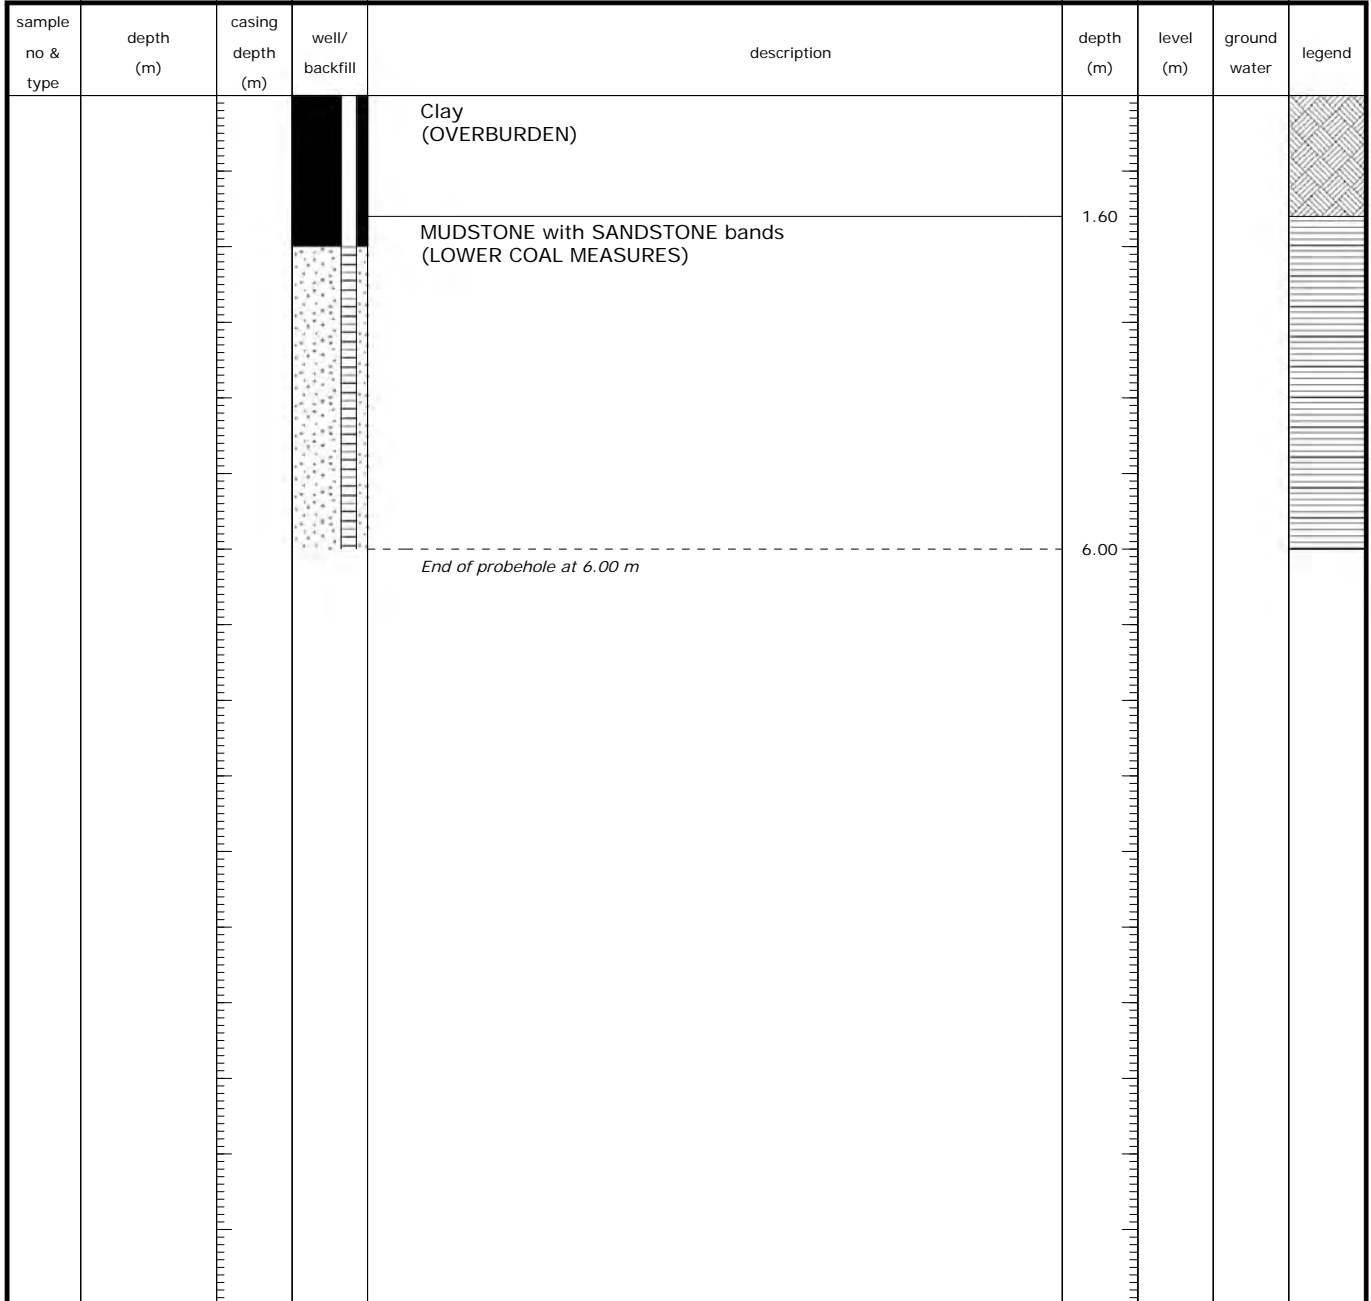 sample
no &
type
depth
(m)
casing
depth
(m)
well/
backfill
description
depth
(m)
level
(m)
ground
water
legend
Clay
(OVERBURDEN)
1.60
MUDSTONE with SANDSTONE bands
(LOWER COAL MEASURES)
6.00
End of probehole at 6.00 m